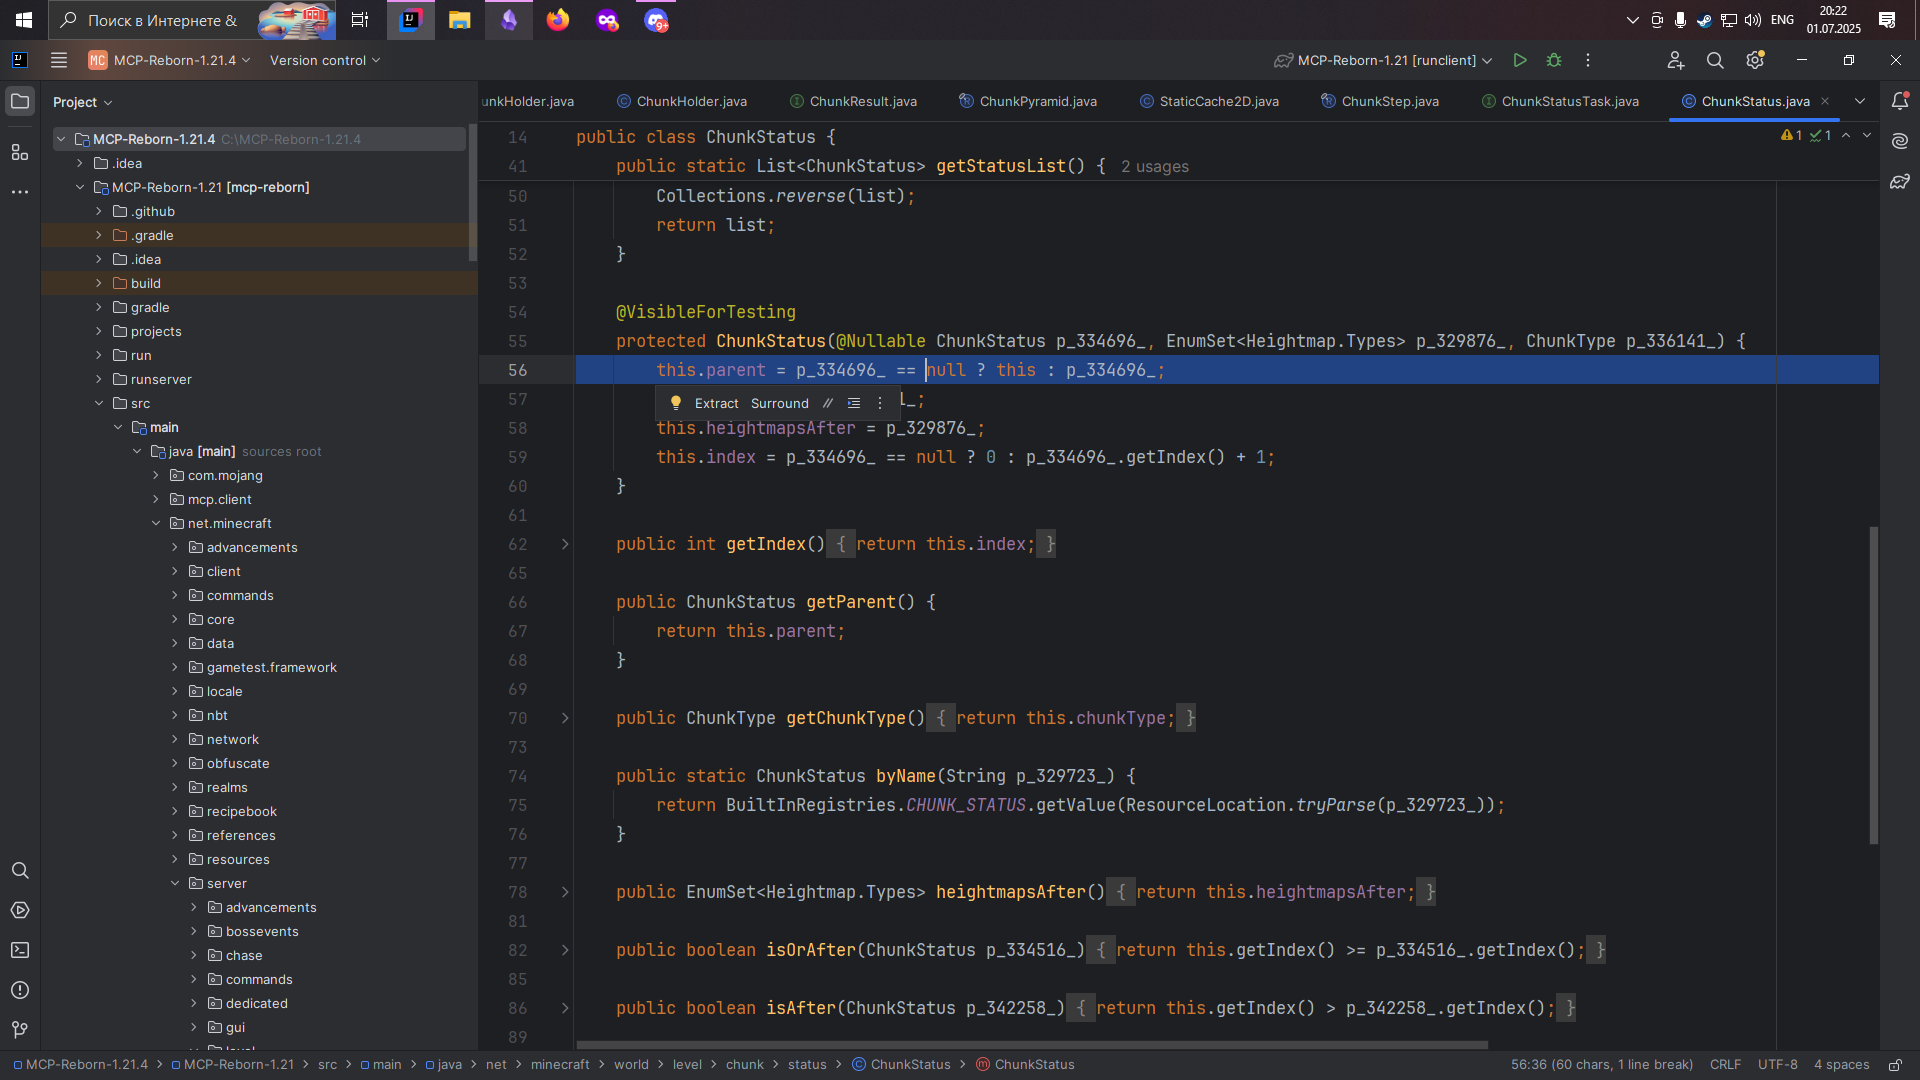 Поиск в Интернете &
9+
ENG
20:22
01.07.2025
MC MCP-Reborn-1.21.4
Version control
MCP-Reborn-1.21 [runclient]
Project
MCP-Reborn-1.21.4 C:\MCP-Reborn-1.21.4
.idea
MCP-Reborn-1.21 [mcp-reborn]
.github
.gradle
.idea
build
gradle
projects
run
runserver
src
main
java [main] sources root
com.mojang
mcp.client
net.minecraft
advancements
client
commands
core
data
gametest.framework
locale
nbt
network
obfuscate
realms
recipebook
references
resources
server
advancements
bossevents
chase
commands
dedicated
gui
unkHolder.java ChunkHolder.java ChunkResult.java ChunkPyramid.java StaticCache2D.java ChunkStep.java ChunkStatusTask.java ChunkStatus.java
1 1
14 public class ChunkStatus {
41 public static List<ChunkStatus> getStatusList() { 2 usages
50 Collections.reverse(list);
51 return list;
52 }
53
54 @VisibleForTesting
55 protected ChunkStatus(@Nullable ChunkStatus p_334696_, EnumSet<Heightmap.Types> p_329876_, ChunkType p_336141_) {
56 this.parent = p_334696_ == null ? this : p_334696_;
57 Extract Surround _;
58 this.heightmapsAfter = p_329876_;
59 this.index = p_334696_ == null ? 0 : p_334696_.getIndex() + 1;
60 }
61
62 public int getIndex() { return this.index; }
65
66 public ChunkStatus getParent() {
67 return this.parent;
68 }
69
70 public ChunkType getChunkType() { return this.chunkType; }
73
74 public static ChunkStatus byName(String p_329723_) {
75 return BuiltInRegistries.CHUNK_STATUS.getValue(ResourceLocation.tryParse(p_329723_));
76 }
77
78 public EnumSet<Heightmap.Types> heightmapsAfter() { return this.heightmapsAfter; }
81
82 public boolean isOrAfter(ChunkStatus p_334516_) { return this.getIndex() >= p_334516_.getIndex(); }
85
86 public boolean isAfter(ChunkStatus p_342258_) { return this.getIndex() > p_342258_.getIndex(); }
89
MCP-Reborn-1.21.4 > MCP-Reborn-1.21 > src > main > java > net > minecraft > world > level > chunk > status > ChunkStatus > ChunkStatus
56:36 (60 chars, 1 line break) CRLF UTF-8 4 spaces